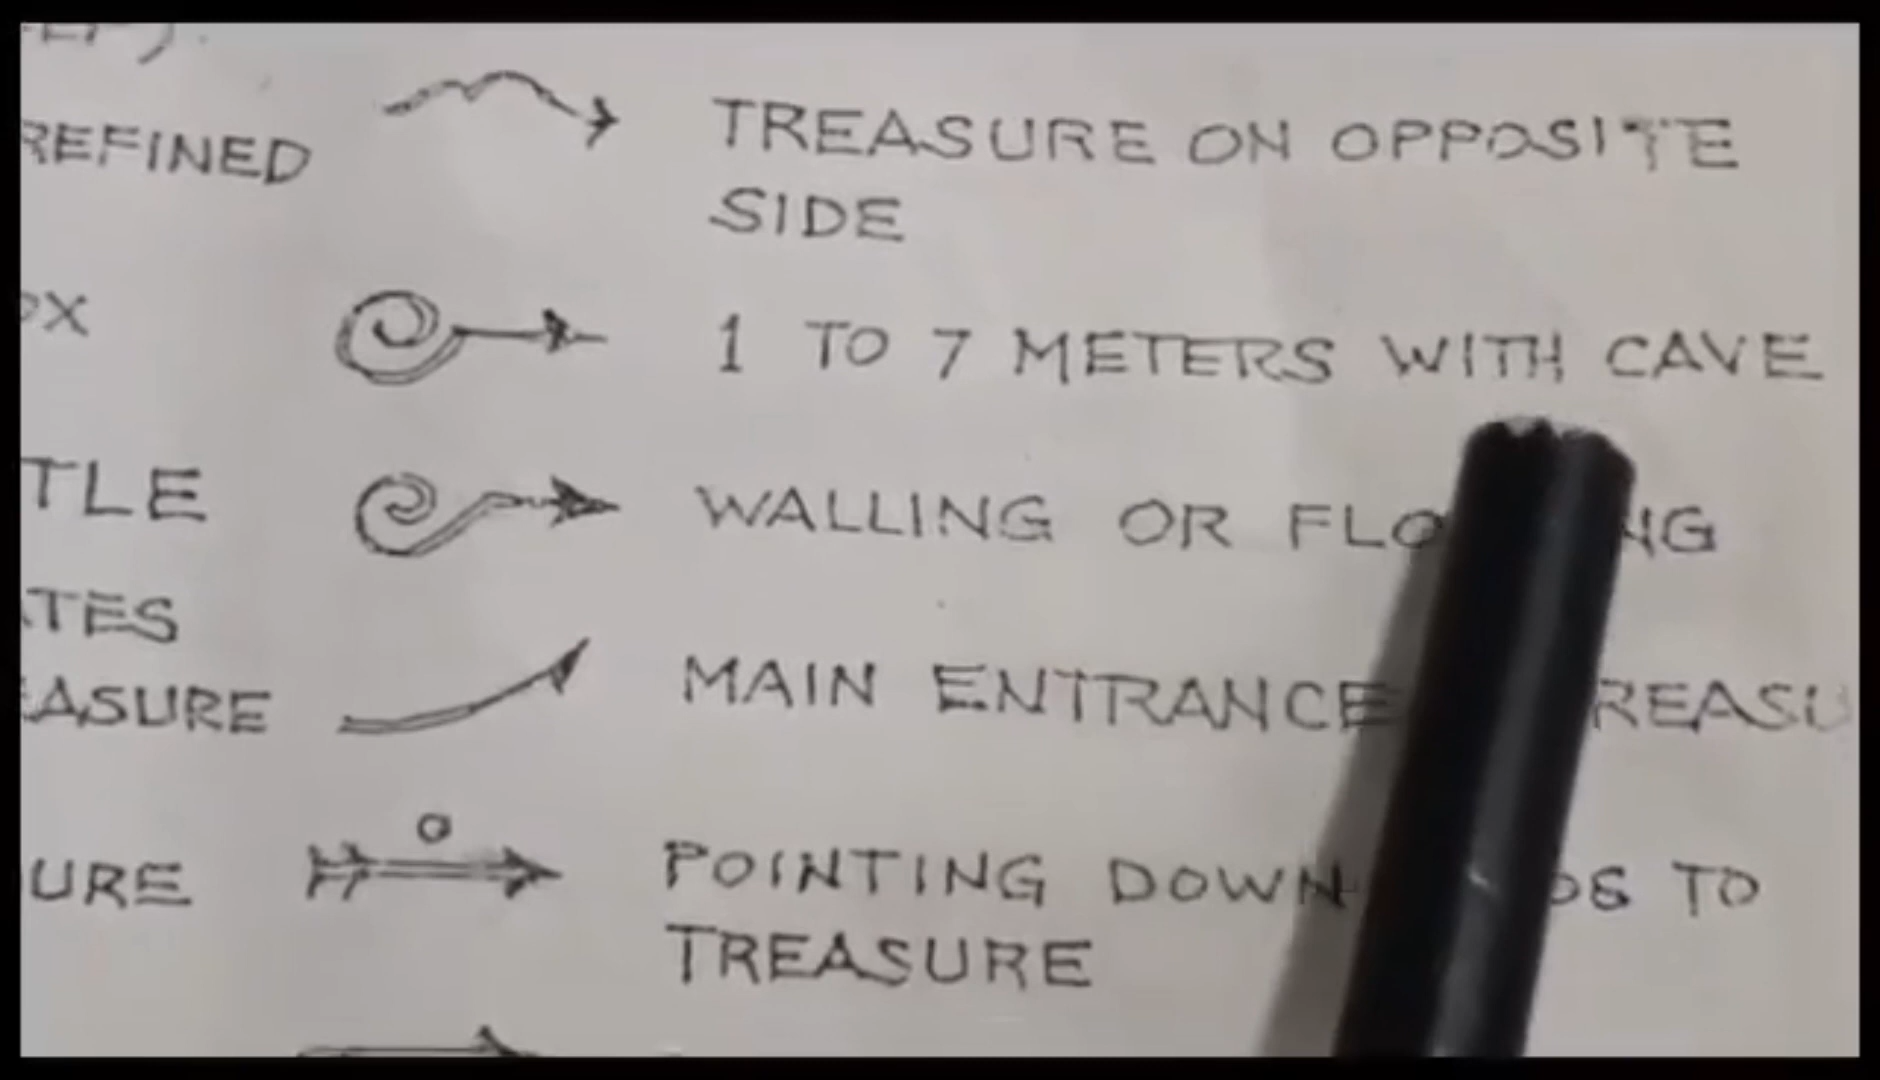 REFINED
TREASURE ON OPPOSITE
SIDE
1 TO 7 METERS WITH CAVE
TLE
WALLING OR
TES
MAIN ENTRANCE
EASURE
URE
POINTING DOWN TO
TREASURE